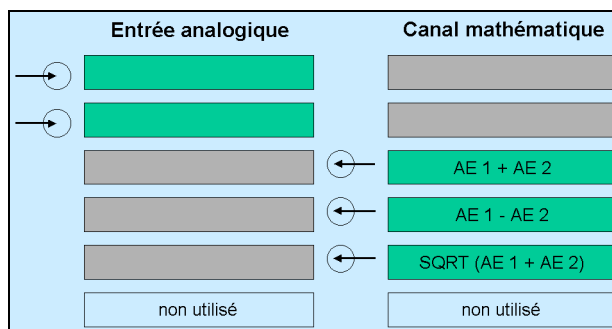 Entrée analogique
Canal mathématique
AE 1 + AE 2
AE 1 - AE 2
SQRT (AE 1 + AE 2)
non utilisé
non utilisé